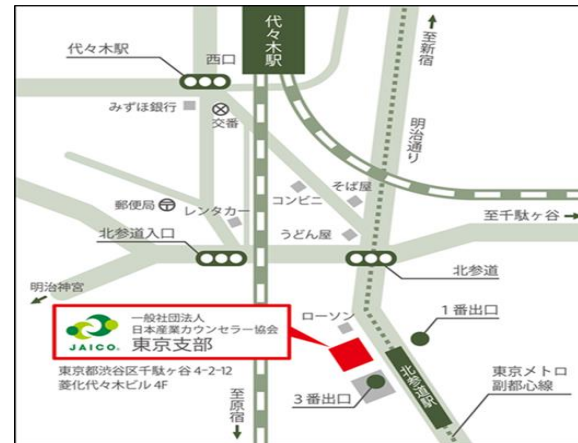 代々木駅
代々木駅
西口
至新宿
みずほ銀行
交番
明治通り
郵便局
レンタカー
コンビニ
そば屋
至千駄ヶ谷
北参道入口
うどん屋
北参道
明治神宮
JAICO.
一般社団法人
日本産業カウンセラー協会
東京支部
ローソン
1番出口
東京都渋谷区千駄ヶ谷 4-2-12
菱化代々木ビル 4F
至原宿
3番出口
北参道駅
東京メトロ
副都心線